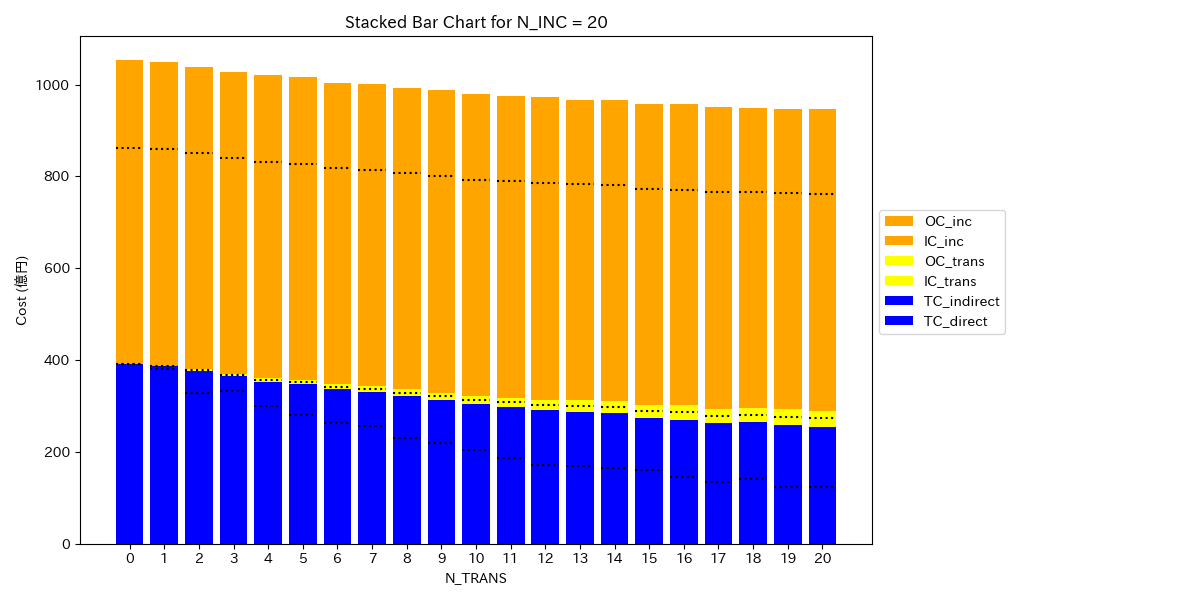 Stacked Bar Chart for N_INC = 20
Cost (億円)
1000
800
600
400
200
0
0 1 2 3 4 5 6 7 8 9 10 11 12 13 14 15 16 17 18 19 20
N_TRANS
OC_inc
IC_inc
OC_trans
IC_trans
TC_indirect
TC_direct